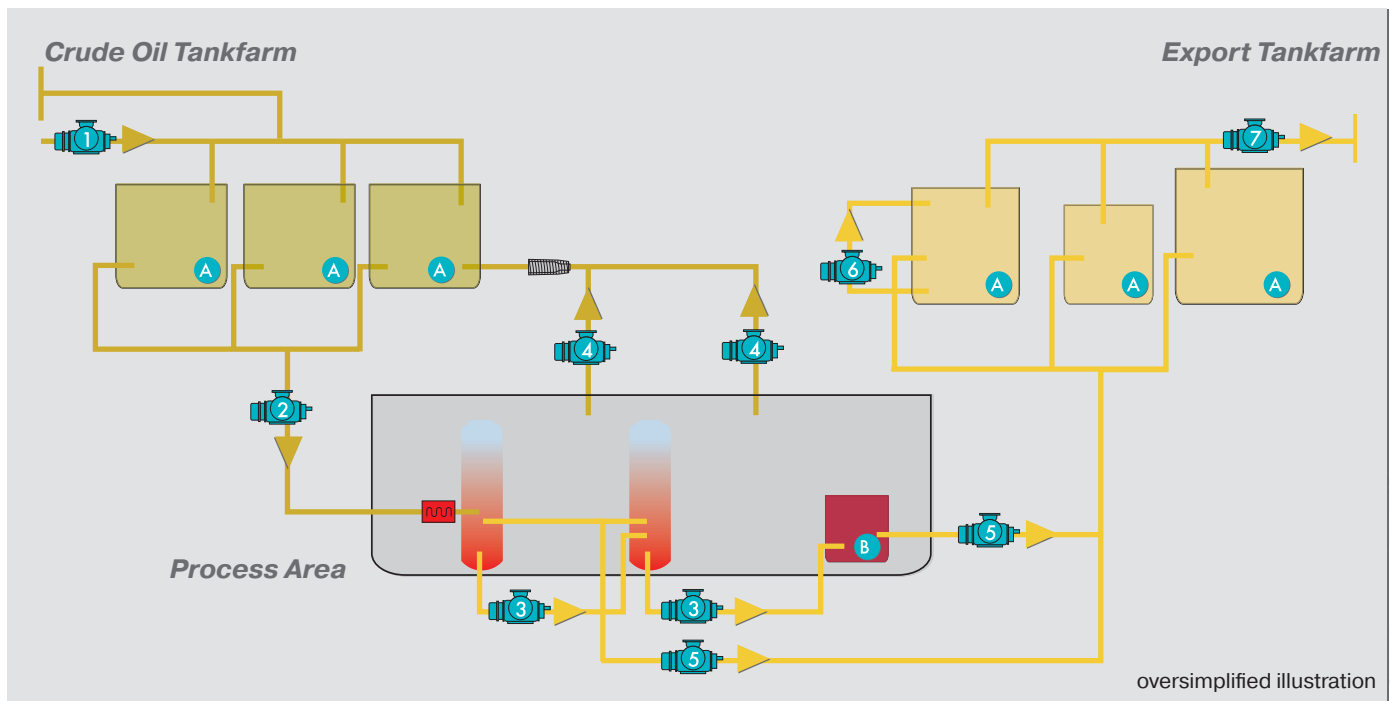 Crude Oil Tankfarm
Export Tankfarm
1
7
A
A
A
6
A
A
A
4
4
2
B
5
Process Area
3
3
5
oversimplified illustration